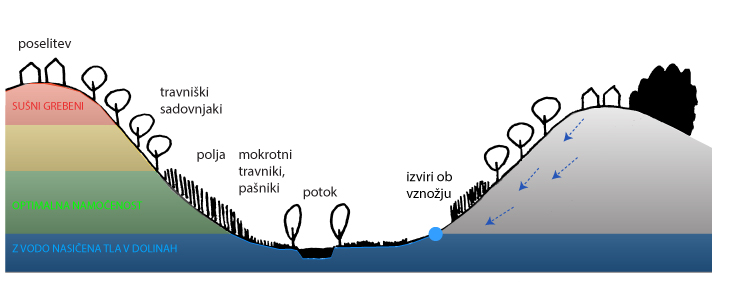 poselitev
travniški
sadovnjaki
SUŠNI GREBENI
polja
mokrotni
travniki,
pašniki
potok
izviri ob
vznožju
OPTIMALNA NAMOČENOST
Z VODO NASIČENA TLA V DOLINAH